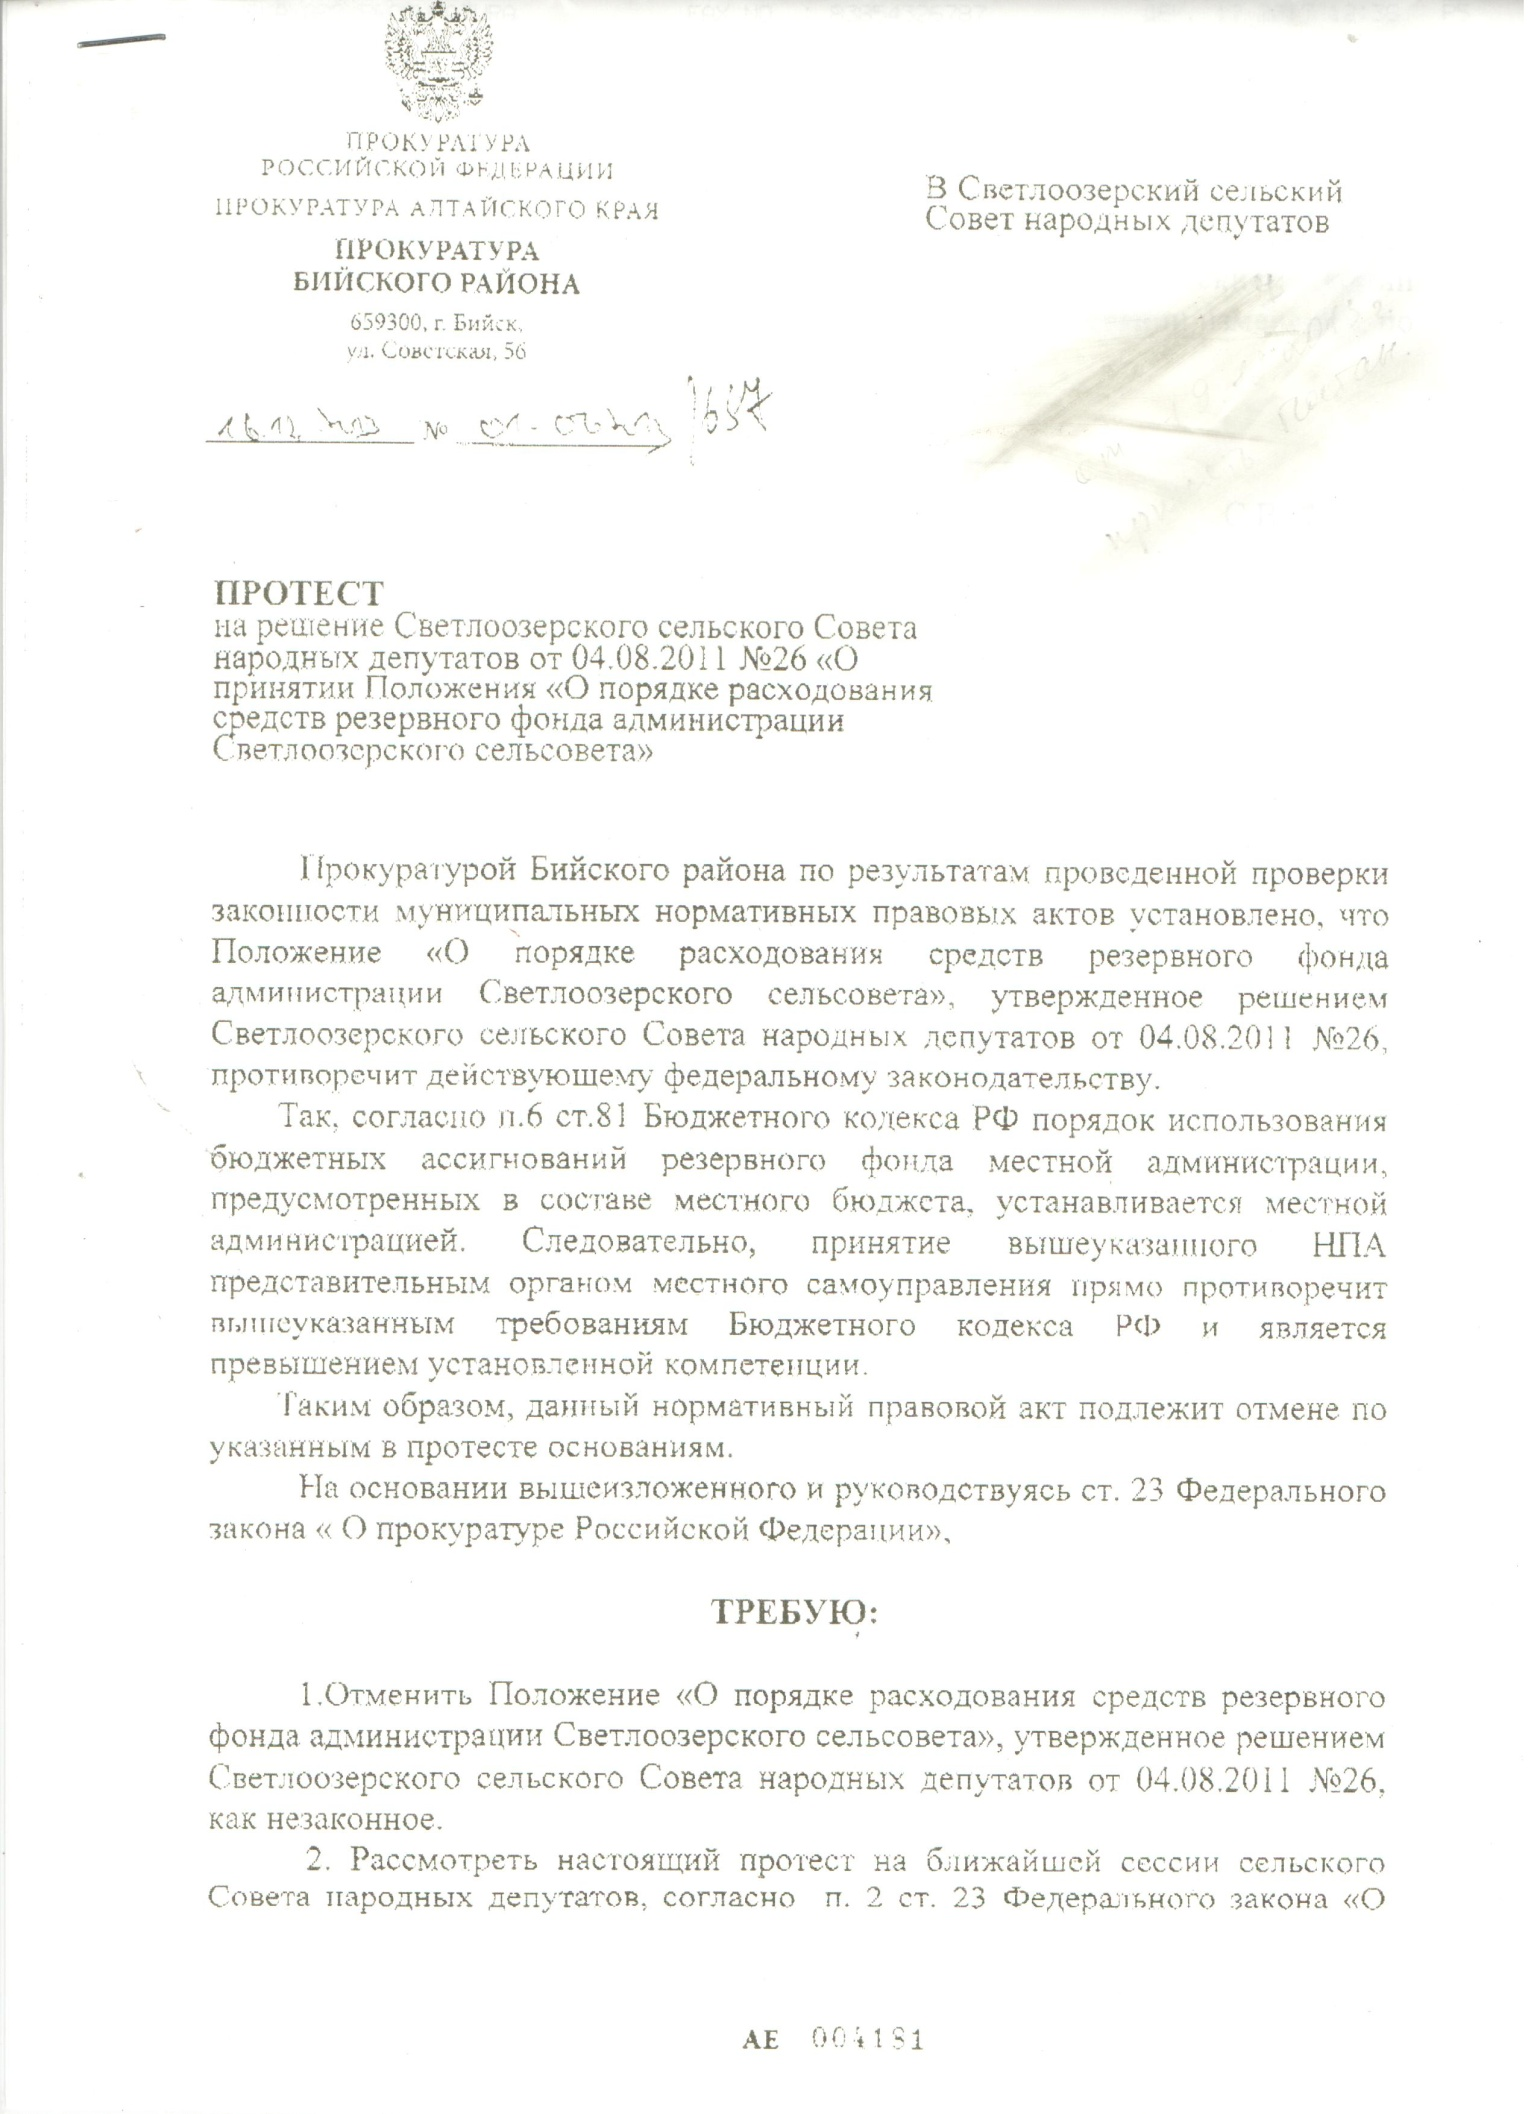 ПРОКУРАТУРА
РОССИЙСКОЙ ФЕДЕРАЦИИ
ПРОКУРАТУРА АЛТАЙСКОГО КРАЯ
ПРОКУРАТУРА
БИЙСКОГО РАЙОНА
659300, г. Бийск,
ул. Советская, 56
16.12.2013 № 01-02-2013/687
В Светлоозерский сельский
Совет народных депутатов
ПРОТЕСТ
на решение Светлоозерского сельского Совета
народных депутатов от 04.08.2011 №26 «О
принятии Положения «О порядке расходования
средств резервного фонда администрации
Светлоозерского сельсовета»
Прокуратурой Бийского района по результатам проведенной проверки
законности муниципальных нормативных правовых актов установлено, что
Положение «О порядке расходования средств резервного фонда
администрации Светлоозерского сельсовета», утвержденное решением
Светлоозерского сельского Совета народных депутатов от 04.08.2011 №26,
противоречит действующему федеральному законодательству.
Так, согласно п.6 ст.81 Бюджетного кодекса РФ порядок использования
бюджетных ассигнований резервного фонда местной администрации,
предусмотренных в составе местного бюджета, устанавливается местной
администрацией. Следовательно, принятие вышеуказанного НПА
представительным органом местного самоуправления прямо противоречит
вышеуказанным требованиям Бюджетного кодекса РФ и является
превышением установленной компетенции.
Таким образом, данный нормативный правовой акт подлежит отмене по
указанным в протесте основаниям.
На основании вышеизложенного и руководствуясь ст. 23 Федерального
закона « О прокуратуре Российской Федерации»,
ТРЕБУЮ:
1.Отменить Положение «О порядке расходования средств резервного
фонда администрации Светлоозерского сельсовета», утвержденное решением
Светлоозерского сельского Совета народных депутатов от 04.08.2011 №26,
как незаконное.
2. Рассмотреть настоящий протест на ближайшей сессии сельского
Совета народных депутатов, согласно п. 2 ст. 23 Федерального закона «О
АЕ 004181